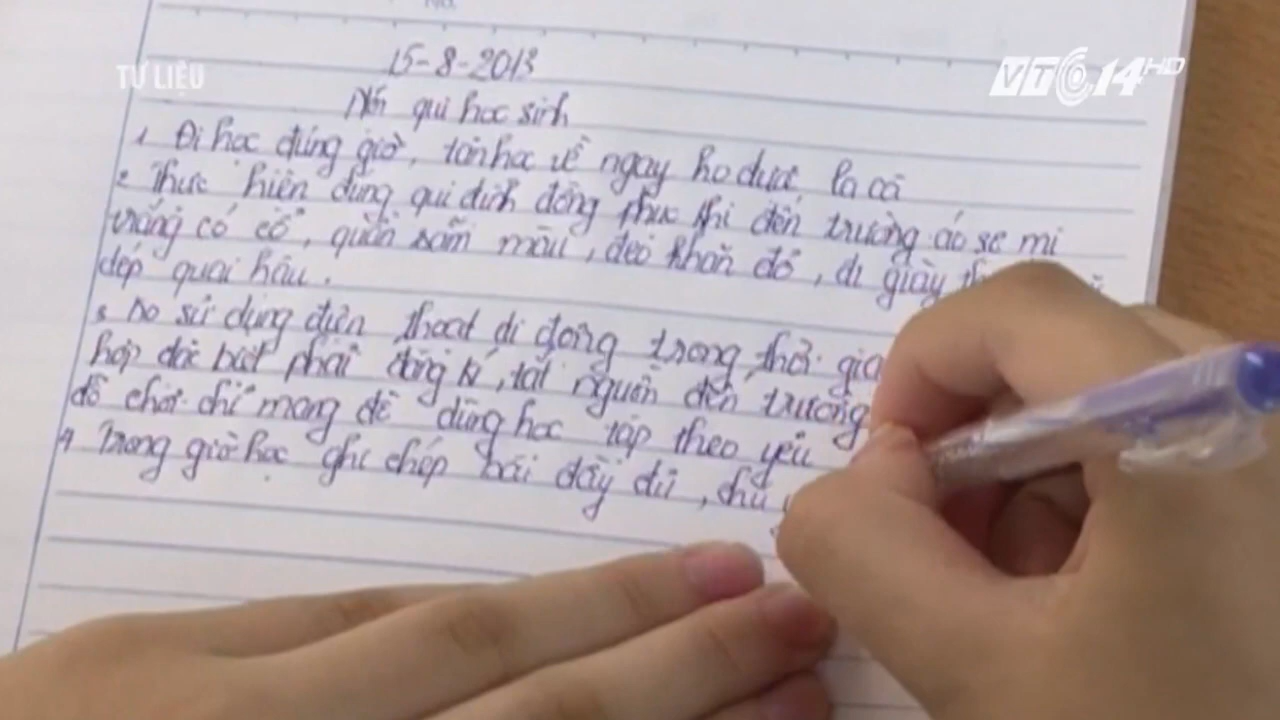 TƯ LIỆU
VTC14 HD
No.
15-8-2013
Nội qui học sinh
1 Đi học đúng giờ, tan học về ngay ko được la cà
2 Thực hiện đúng qui định đồng phục khi đến trường áo sơ mi
trắng có cổ, quần sẫm màu, đeo khăn đỏ, đi giày
dép quai hậu.
3 Ko sử dụng điện thoại di động trong thời gia
hợp đặc biệt phải đăng kí, tắt nguồn đến trường
đồ chơi chỉ mang đồ dùng học tập theo yêu
4 Trong giờ học ghi chép bài đầy đủ, chú